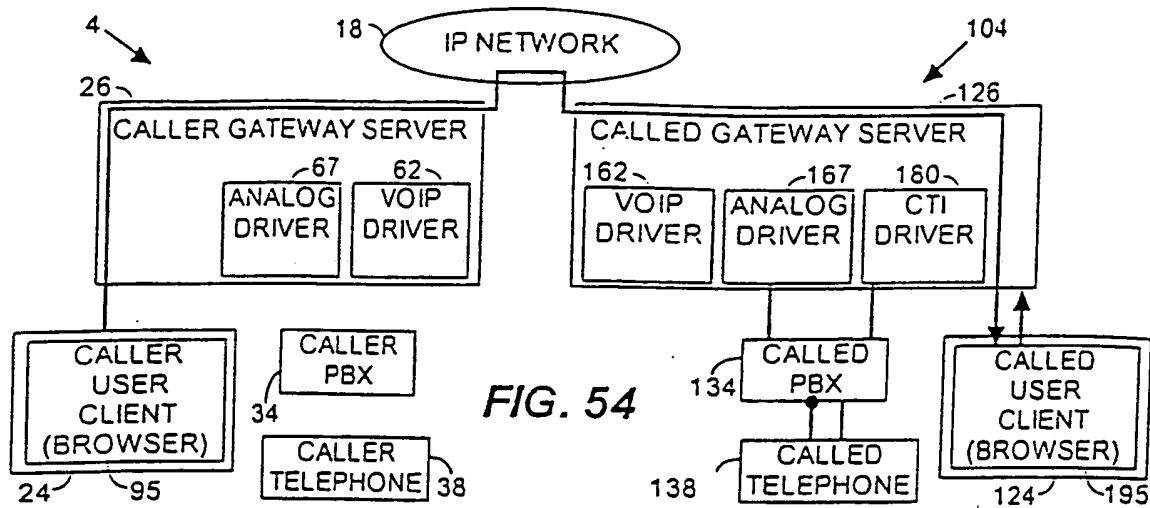 4
18
IP NETWORK
104
26
126
CALLER GATEWAY SERVER
CALLED GATEWAY SERVER
67
62
162
167
180
ANALOG
DRIVER
VOIP
DRIVER
VOIP
DRIVER
ANALOG
DRIVER
CTI
DRIVER
CALLER
USER
CLIENT
(BROWSER)
CALLER
PBX
34
FIG. 54
CALLED
PBX
134
CALLED
USER
CLIENT
(BROWSER)
CALLER
TELEPHONE
38
CALLED
TELEPHONE
138
24
95
124
195